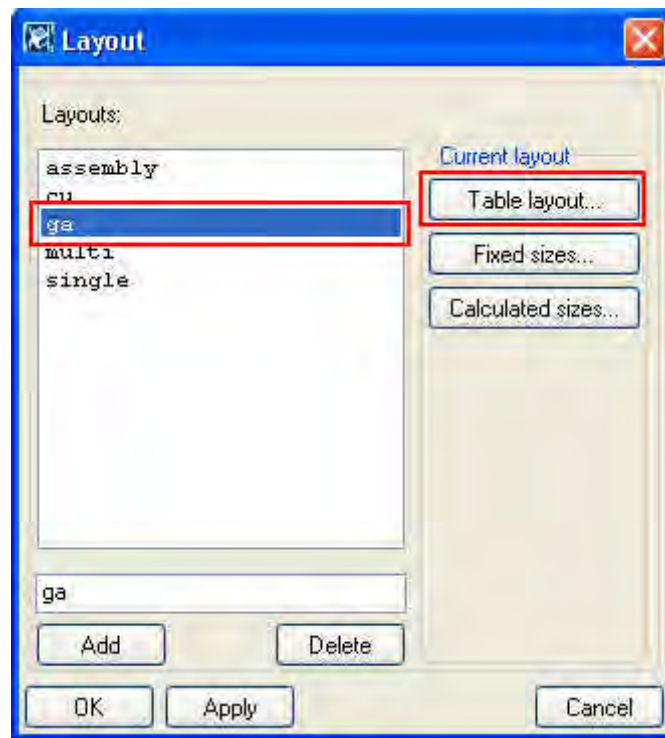 Layout
Layouts:
assembly
cu
ga
multi
single
ga
Add Delete
Current layout
Table layout...
Fixed sizes...
Calculated sizes...
OK Apply Cancel